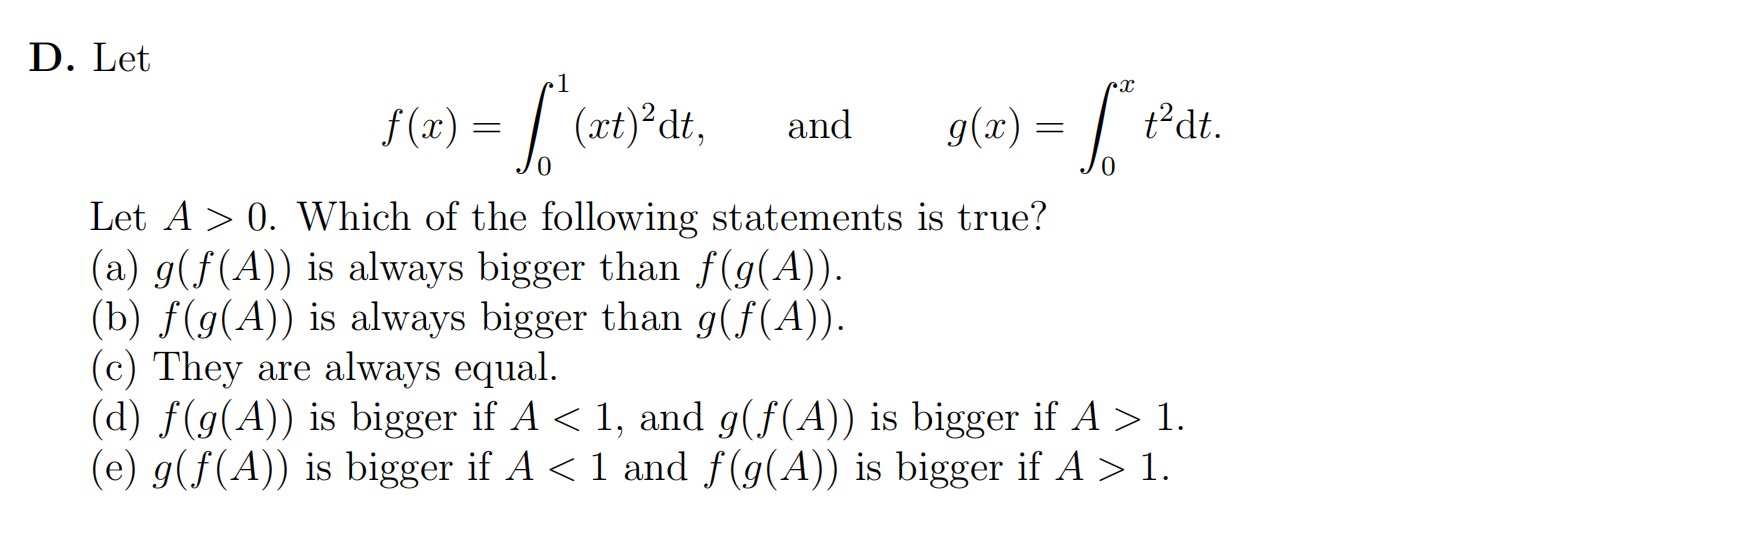 D. Let
f(x) = ∫₀¹ (xt)²dt, and g(x) = ∫₀ˣ t²dt.
Let A > 0. Which of the following statements is true?
(a) g(f(A)) is always bigger than f(g(A)).
(b) f(g(A)) is always bigger than g(f(A)).
(c) They are always equal.
(d) f(g(A)) is bigger if A < 1, and g(f(A)) is bigger if A > 1.
(e) g(f(A)) is bigger if A < 1 and f(g(A)) is bigger if A > 1.